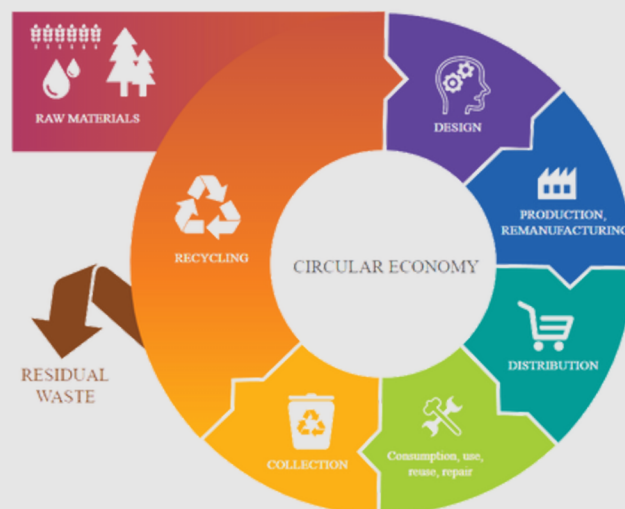 RAW MATERIALS
DESIGN
PRODUCTION,
REMANUFACTURING
RECYCLING
CIRCULAR ECONOMY
DISTRIBUTION
RESIDUAL
WASTE
COLLECTION
Consumption, use,
reuse, repair